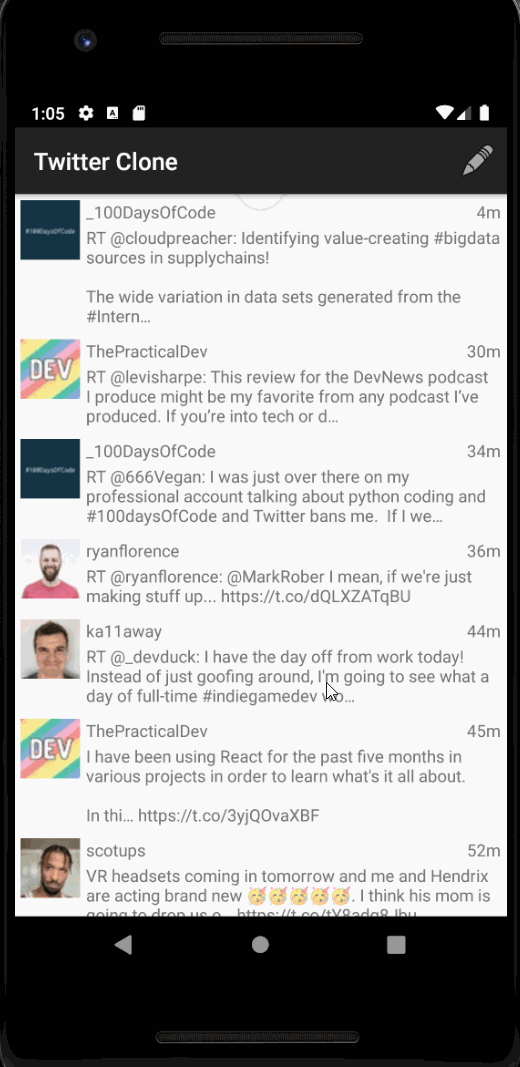 1:05
A
Twitter Clone
_100DaysOfCode 4m
#100DaysOfCode
RT @cloudpreacher: Identifying value-creating #bigdata
sources in supplychains!
The wide variation in data sets generated from the
#Intern…
ThePracticalDev 30m
DEV
RT @levisharpe: This review for the DevNews podcast
I produce might be my favorite from any podcast I’ve
produced. If you’re into tech or d…
_100DaysOfCode 34m
#100DaysOfCode
RT @666Vegan: I was just over there on my
professional account talking about python coding and
#100daysOfCode and Twitter bans me.  If I we…
ryanflorence 36m
RT @ryanflorence: @MarkRober I mean, if we're just
making stuff up... https://t.co/dQLXZATqBU
ka11away 44m
RT @_devduck: I have the day off from work today!
Instead of just goofing around, I'm going to see what a
day of full-time #indiegamedev wo…
ThePracticalDev 45m
DEV
I have been using React for the past five months in
various projects in order to learn what's it all about.
In thi… https://t.co/3yjQOvaXBF
scotups 52m
VR headsets coming in tomorrow and me and Hendrix
are acting brand new 🥳🥳🥳🥳🥳. I think his mom is
going to drop us o…